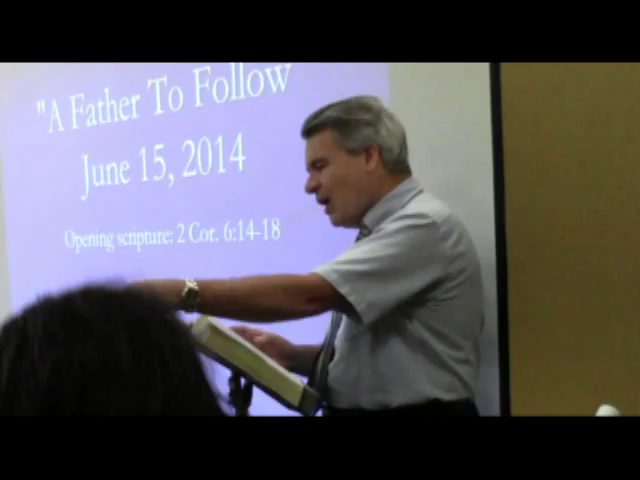 "A Father To Follow
June 15, 2014
Opening scripture: 2 Cor. 6:14-18